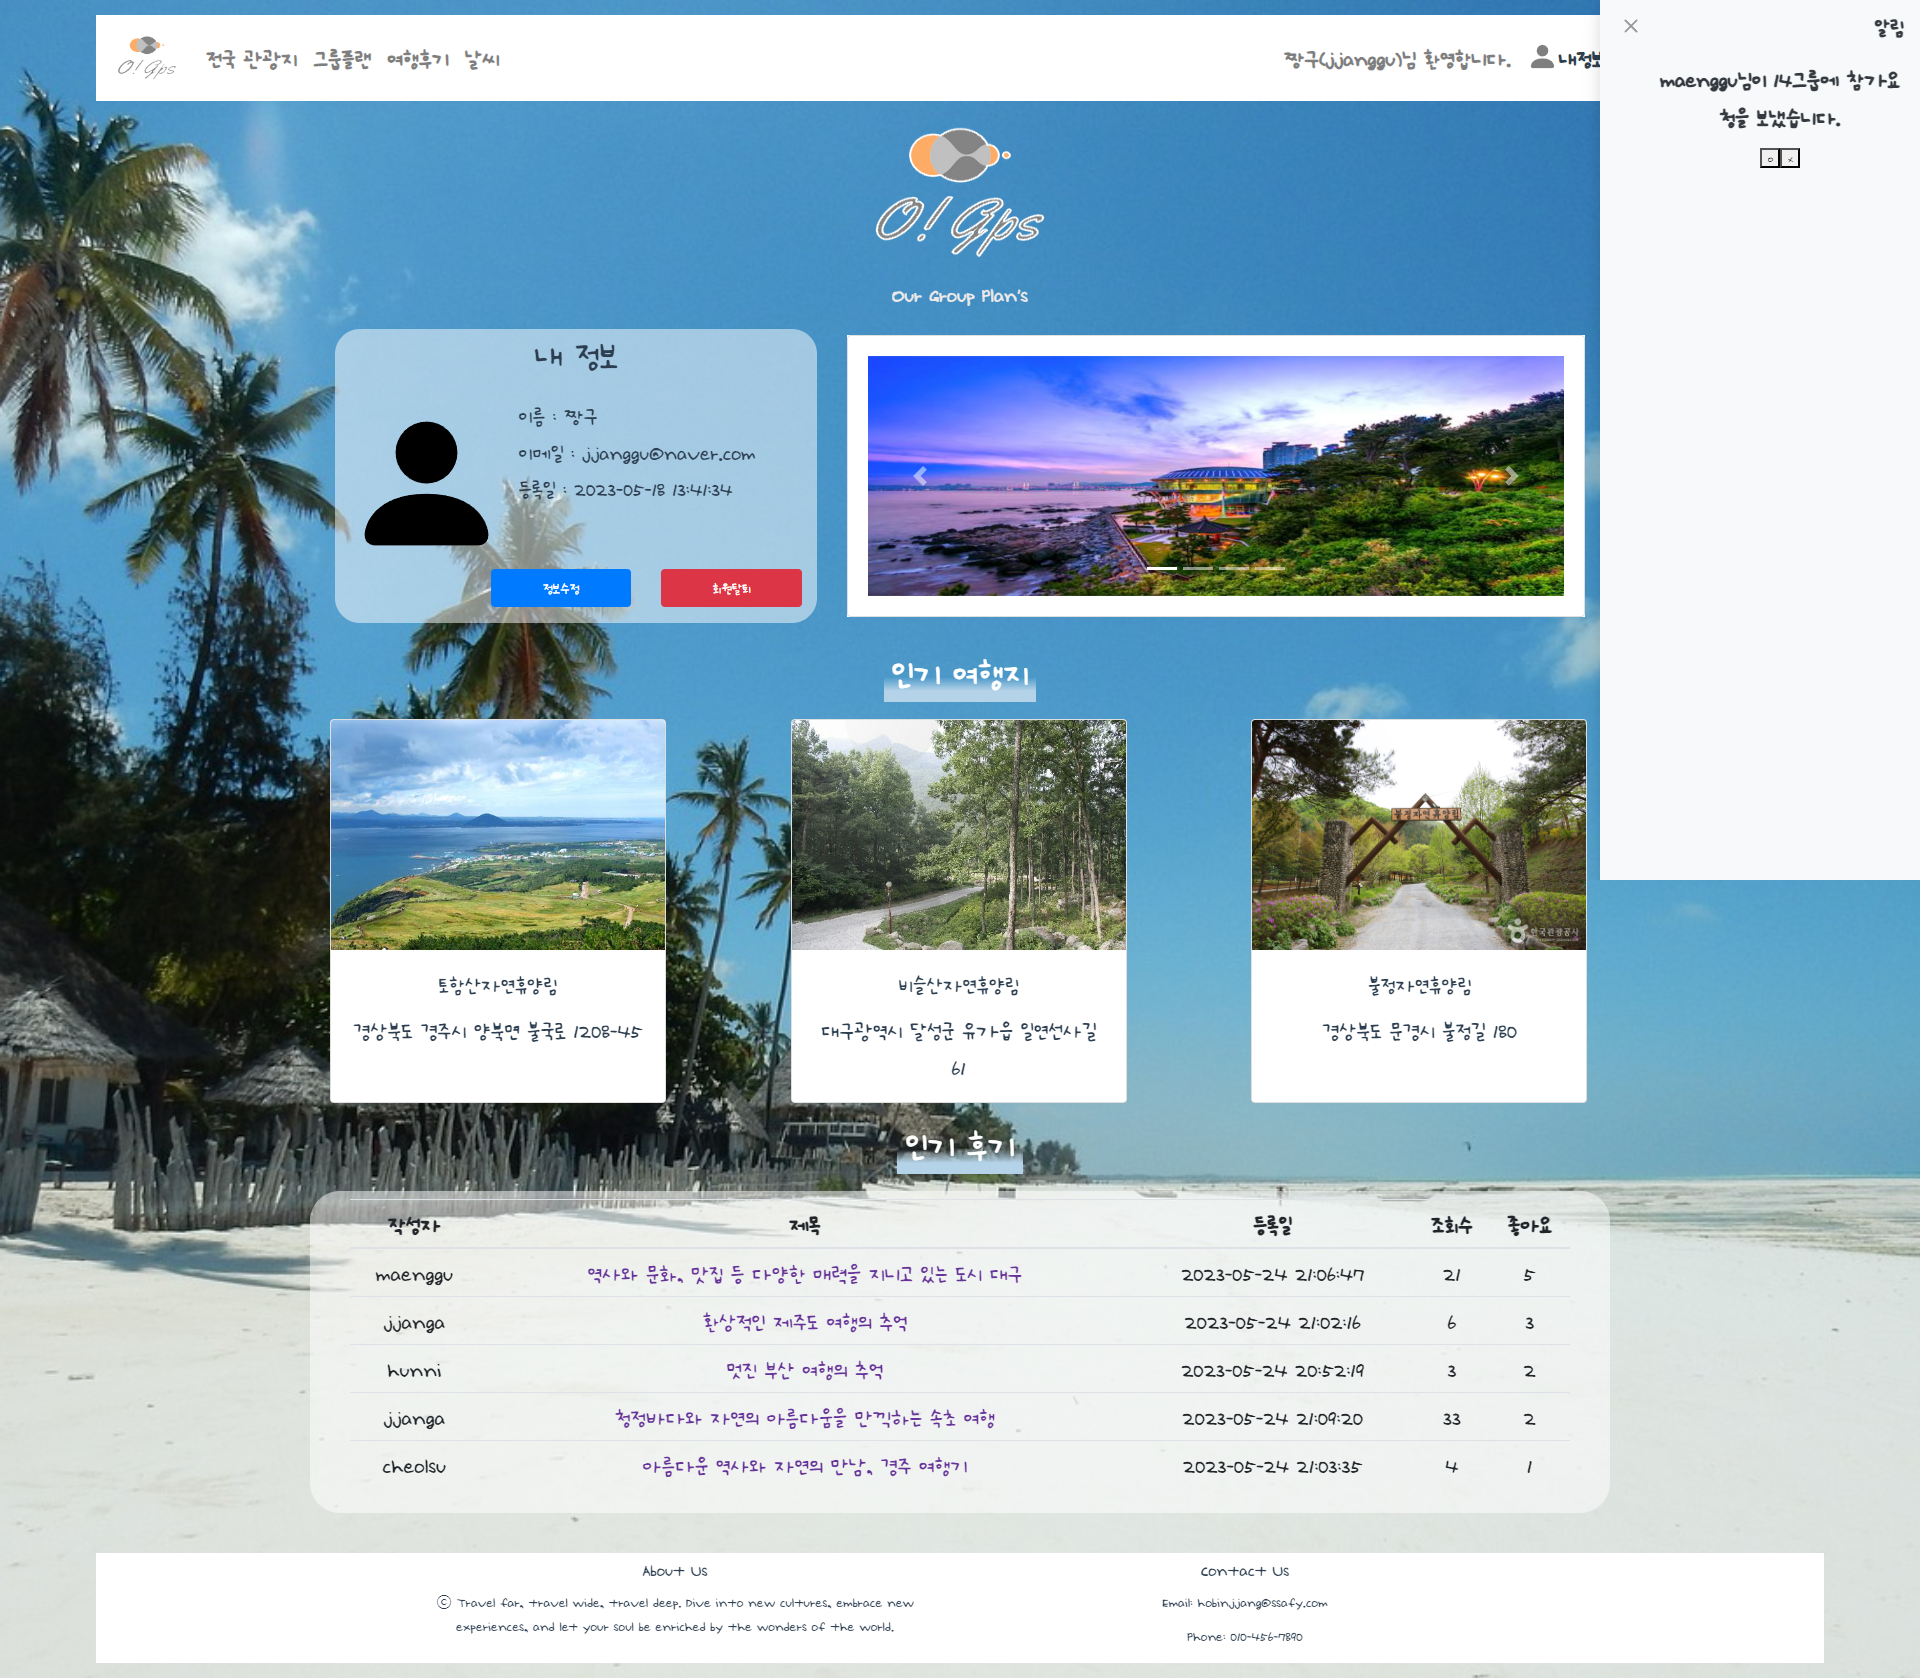 O! Gps
전국 관광지 그룹플랜 여행후기 날씨
짱구(jjanggu)님 환영합니다.
내정보
알림
maenggu님이 14그룹에 참가요
청을 보냈습니다.
O X
O! Gps
Our Group Plan's
내 정보
이름 : 짱구
이메일 : jjanggu@naver.com
등록일 : 2023-05-18 13:41:34
정보수정 회원탈퇴
인기 여행지
불정자연휴양림
한국관광공사
토함산자연휴양림
경상북도 경주시 양북면 불국로 1208-45
비슬산자연휴양림
대구광역시 달성군 유가읍 일연선사길
61
불정자연휴양림
경상북도 문경시 불정길 180
인기 후기
작성자 제목 등록일 조회수 좋아요
maenggu 역사와 문화, 맛집 등 다양한 매력을 지니고 있는 도시 대구 2023-05-24 21:06:47 21 5
jjanga 환상적인 제주도 여행의 추억 2023-05-24 21:02:16 6 3
hunni 멋진 부산 여행의 추억 2023-05-24 20:52:19 3 2
jjanga 청정바다와 자연의 아름다움을 만끽하는 속초 여행 2023-05-24 21:09:20 33 2
cheolsu 아름다운 역사와 자연의 만남, 경주 여행기 2023-05-24 21:03:35 4 1
About Us
ⓒ Travel far, travel wide, travel deep. Dive into new cultures, embrace new
experiences, and let your soul be enriched by the wonders of the world.
Contact Us
Email: hobinjjang@ssafy.com
Phone: 010-456-7890